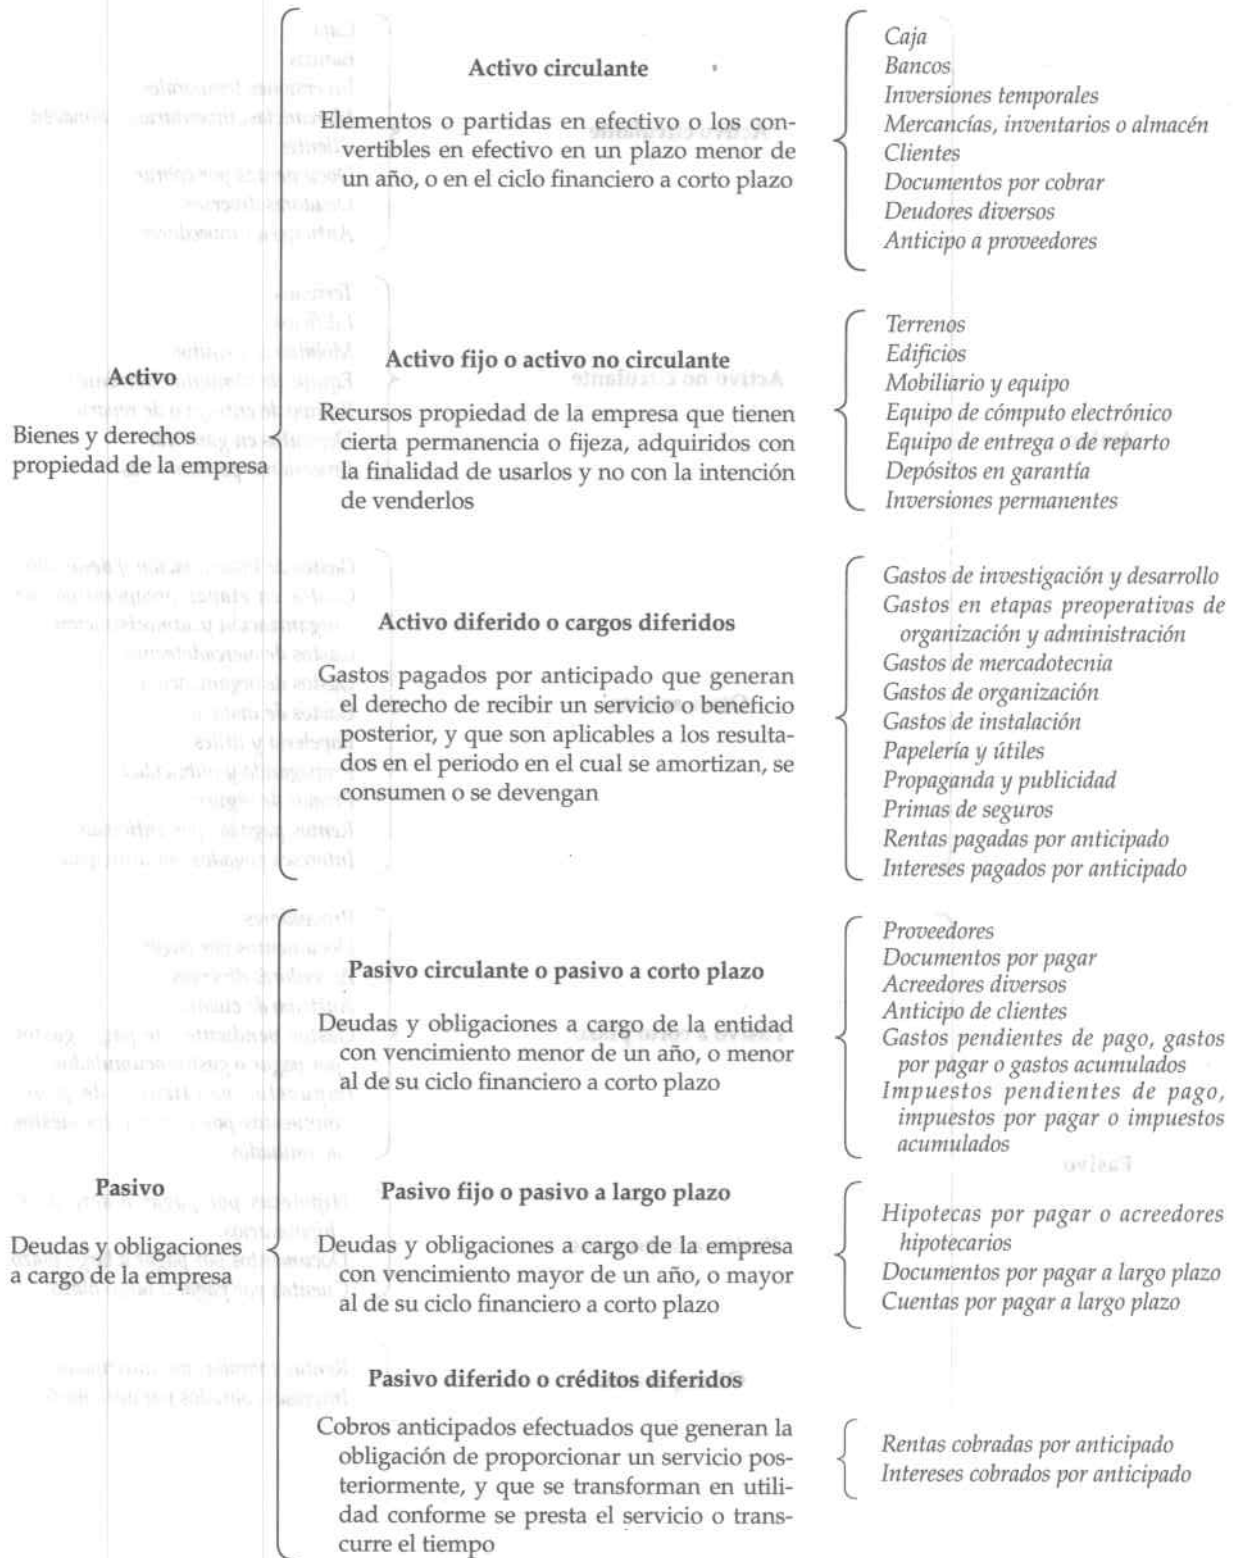 Activo
Bienes y derechos
propiedad de la empresa
Activo circulante
Elementos o partidas en efectivo o los con-
vertibles en efectivo en un plazo menor de
un año, o en el ciclo financiero a corto plazo
Caja
Bancos
Inversiones temporales
Mercancías, inventarios o almacén
Clientes
Documentos por cobrar
Deudores diversos
Anticipo a proveedores
Activo fijo o activo no circulante
Recursos propiedad de la empresa que tienen
cierta permanencia o fijeza, adquiridos con
la finalidad de usarlos y no con la intención
de venderlos
Terrenos
Edificios
Mobiliario y equipo
Equipo de cómputo electrónico
Equipo de entrega o de reparto
Depósitos en garantía
Inversiones permanentes
Activo diferido o cargos diferidos
Gastos pagados por anticipado que generan
el derecho de recibir un servicio o beneficio
posterior, y que son aplicables a los resulta-
dos en el periodo en el cual se amortizan, se
consumen o se devengan
Gastos de investigación y desarrollo
Gastos en etapas preoperativas de
organización y administración
Gastos de mercadotecnia
Gastos de organización
Gastos de instalación
Papelería y útiles
Propaganda y publicidad
Primas de seguros
Rentas pagadas por anticipado
Intereses pagados por anticipado
Pasivo
Deudas y obligaciones
a cargo de la empresa
Pasivo circulante o pasivo a corto plazo
Deudas y obligaciones a cargo de la entidad
con vencimiento menor de un año, o menor
al de su ciclo financiero a corto plazo
Proveedores
Documentos por pagar
Acreedores diversos
Anticipo de clientes
Gastos pendientes de pago, gastos
por pagar o gastos acumulados
Impuestos pendientes de pago,
impuestos por pagar o impuestos
acumulados
Pasivo fijo o pasivo a largo plazo
Deudas y obligaciones a cargo de la empresa
con vencimiento mayor de un año, o mayor
al de su ciclo financiero a corto plazo
Hipotecas por pagar o acreedores
hipotecarios
Documentos por pagar a largo plazo
Cuentas por pagar a largo plazo
Pasivo diferido o créditos diferidos
Cobros anticipados efectuados que generan la
obligación de proporcionar un servicio pos-
teriormente, y que se transforman en utili-
dad conforme se presta el servicio o trans-
curre el tiempo
Rentas cobradas por anticipado
Intereses cobrados por anticipado